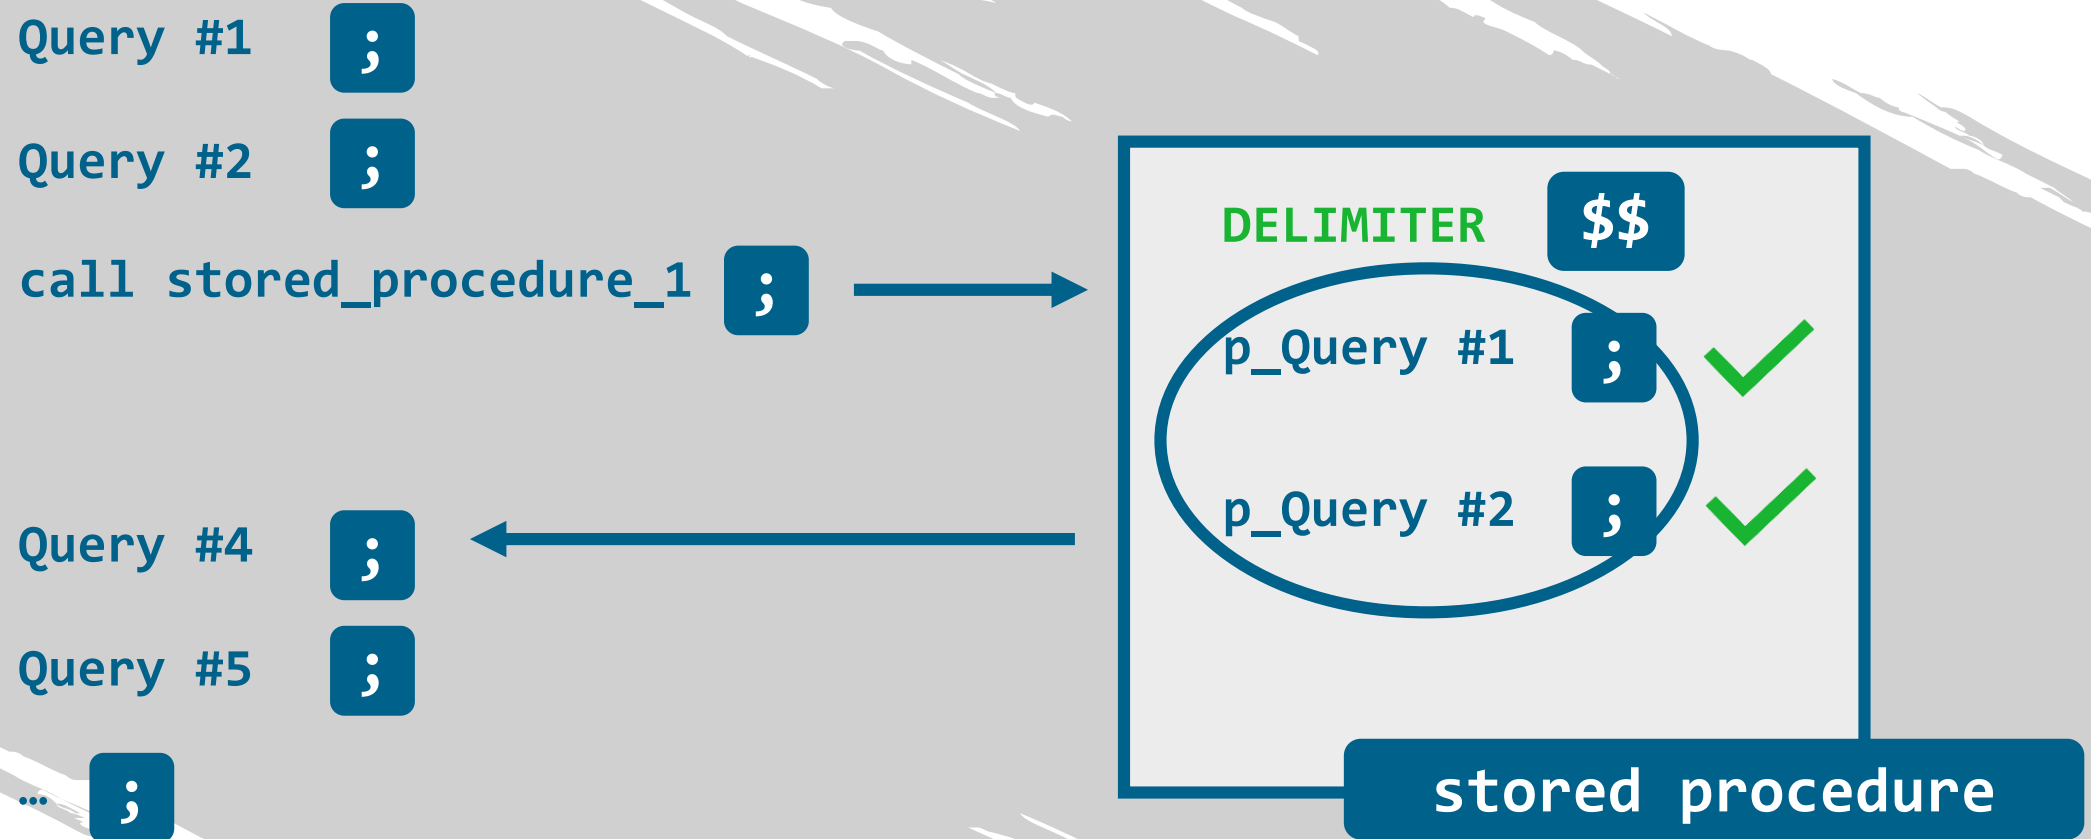 Query #1 ;
Query #2 ;
call stored_procedure_1 ;
Query #4 ;
Query #5 ;
... ;
DELIMITER $$
p_Query #1 ;
p_Query #2 ;
stored procedure